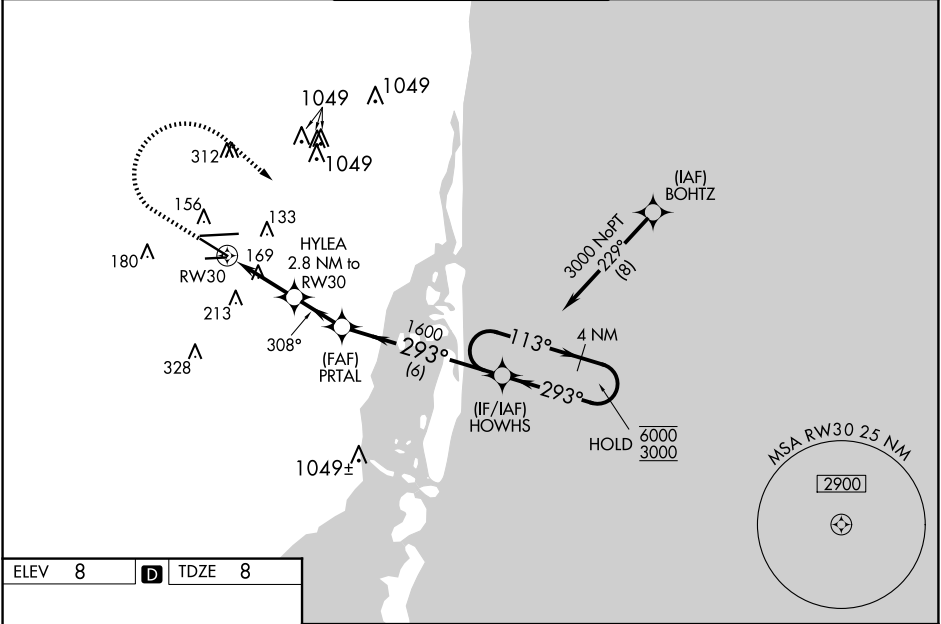 1049
1049
1049
312
156
133
180
169
RW30
HYLEA
2.8 NM to
RW30
213
328
308°
(FAF)
PRTAL
1600
293°
(6)
(IAF)
BOHTZ
3000 NoPT
229°
(8)
4 NM
113°
293°
(IF/IAF)
HOWHS
HOLD
6000
3000
1049±
MSA RW30 25 NM
2900
ELEV 8
D
TDZE 8